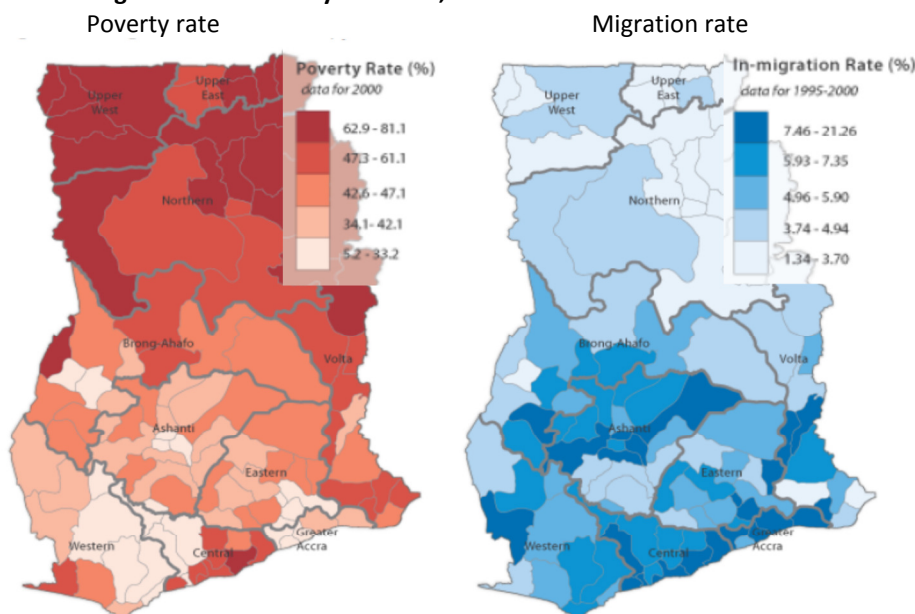 Poverty rate
Migration rate
Poverty Rate (%)
data for 2000
62.9 - 81.1
47.3 - 61.1
42.6 - 47.1
34.1 - 42.1
5.2 - 33.2
Upper
West
Upper
East
Northern
Brong-Ahafo
Volta
Ashanti
Eastern
Western
Central
Greater
Accra
In-migration Rate (%)
data for 1995-2000
7.46 - 21.26
5.93 - 7.35
4.96 - 5.90
3.74 - 4.94
1.34 - 3.70
Upper
West
Upper
East
Northern
Brong-Ahafo
Volta
Ashanti
Eastern
Western
Central
Greater
Accra